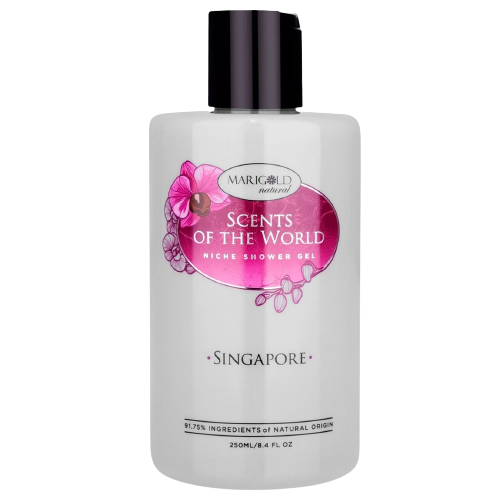 MARIGOLD
natural
SCENTS
OF THE WORLD
NICHE SHOWER GEL
• SINGAPORE •
91.75% INGREDIENTS of NATURAL ORIGIN
250ML/8.4 FL OZ